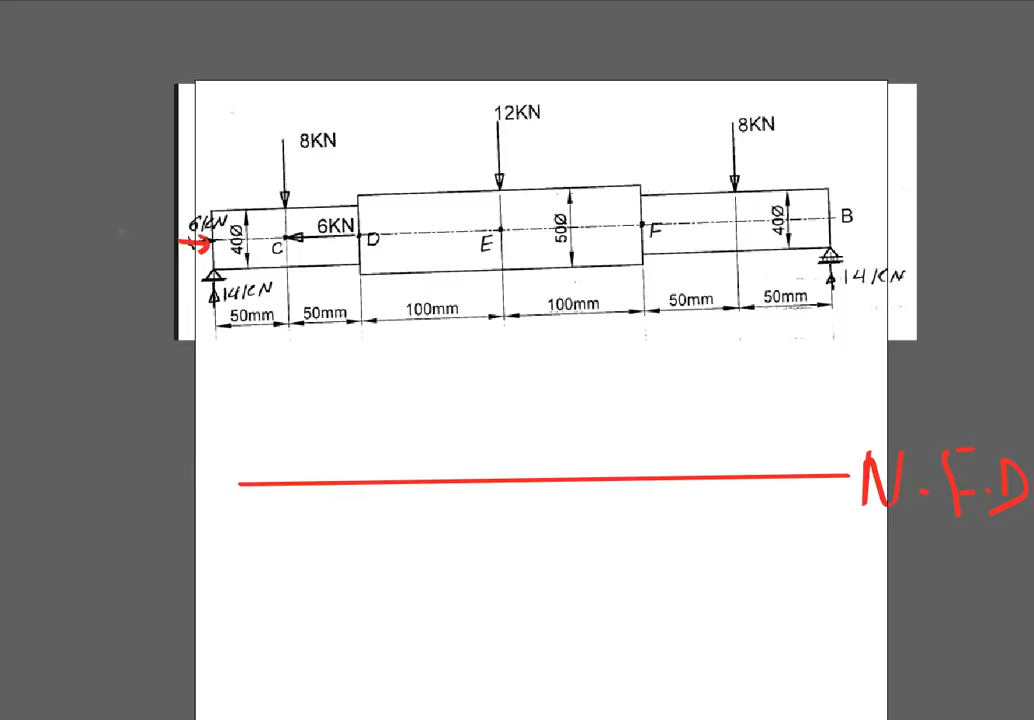 12KN
8KN
8KN
6KN
40Ø
6KN
C
D
E
50Ø
F
40Ø
B
14KN
14KN
50mm
50mm
100mm
100mm
50mm
50mm
N.F.D